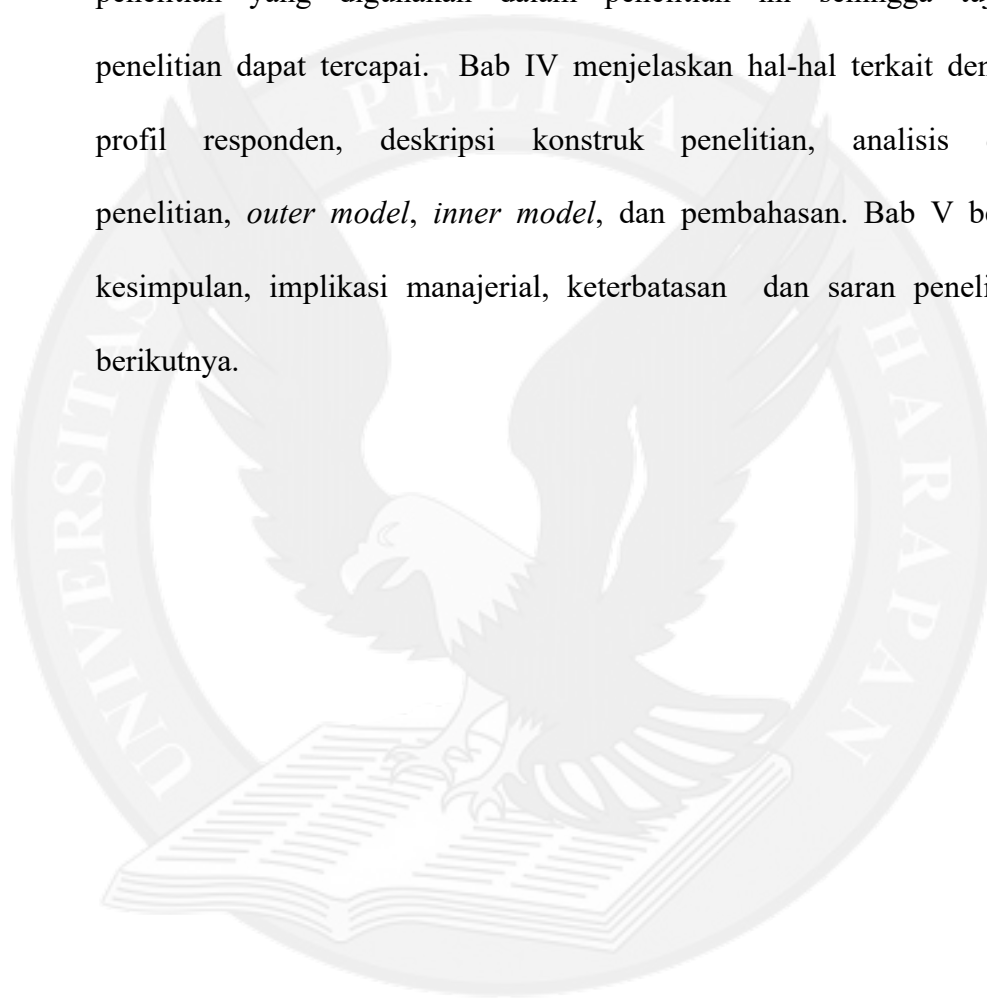 penelitian yang digunakan dalam penelitian ini sehingga
penelitian dapat tercapai. Bab IV menjelaskan hal-hal terkait
profil responden, deskripsi konstruk penelitian, analisis
penelitian, outer model, inner model, dan pembahasan. Bab V
kesimpulan, implikasi manajerial, keterbatasan dan saran
berikutnya.
UNIVERSITAS PELITA HARAPAN